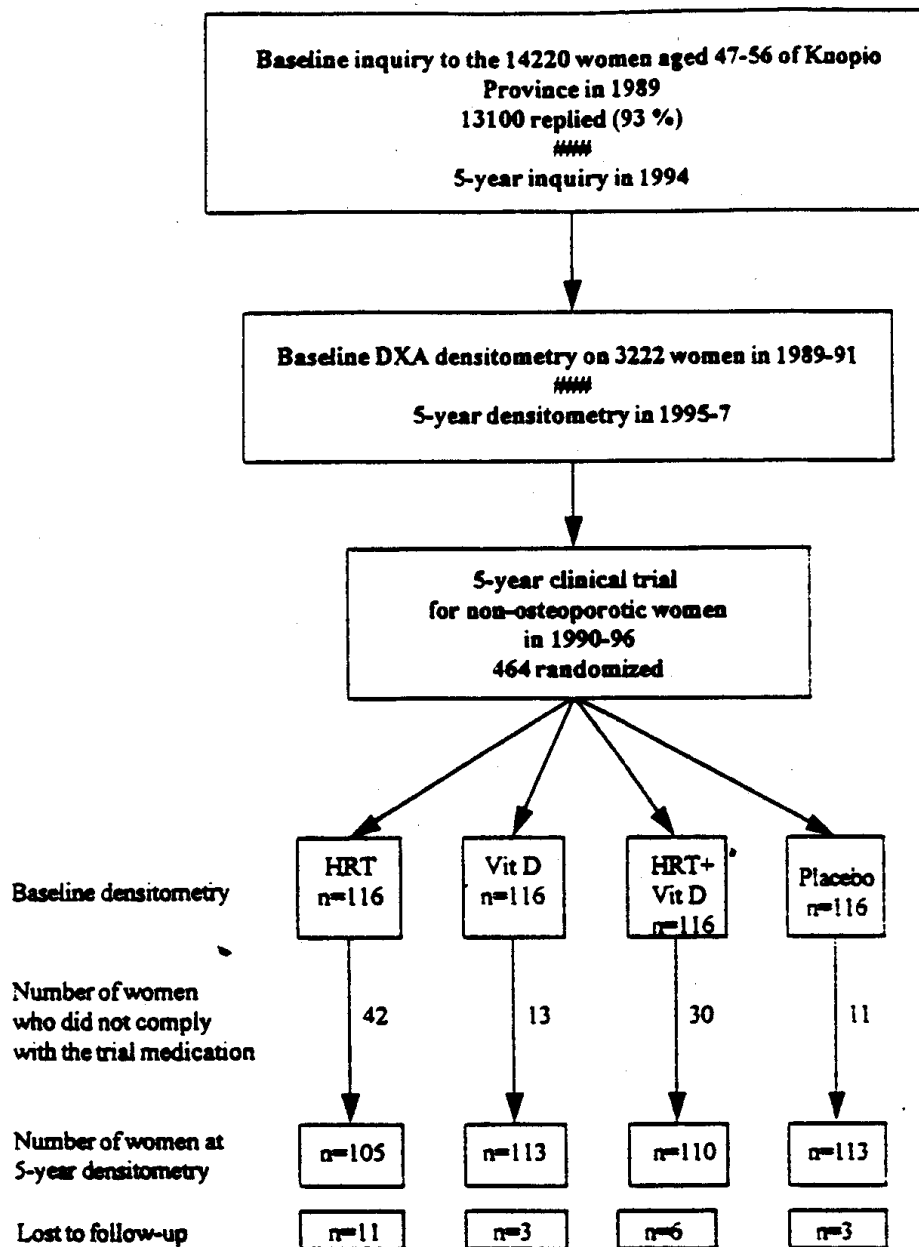 Baseline inquiry to the 14220 women aged 47-56 of Kuopio
Province in 1989
13100 replied (93 %)
####
5-year inquiry in 1994
Baseline DXA densitometry on 3222 women in 1989-91
####
5-year densitometry in 1995-7
5-year clinical trial
for non-osteoporotic women
in 1990-96
464 randomized
Baseline densitometry
HRT
n=116
Vit D
n=116
HRT+
Vit D
n=116
Placebo
n=116
Number of women
who did not comply
with the trial medication
42
13
30
11
Number of women at
5-year densitometry
n=105
n=113
n=110
n=113
Lost to follow-up
n=11
n=3
n=6
n=3